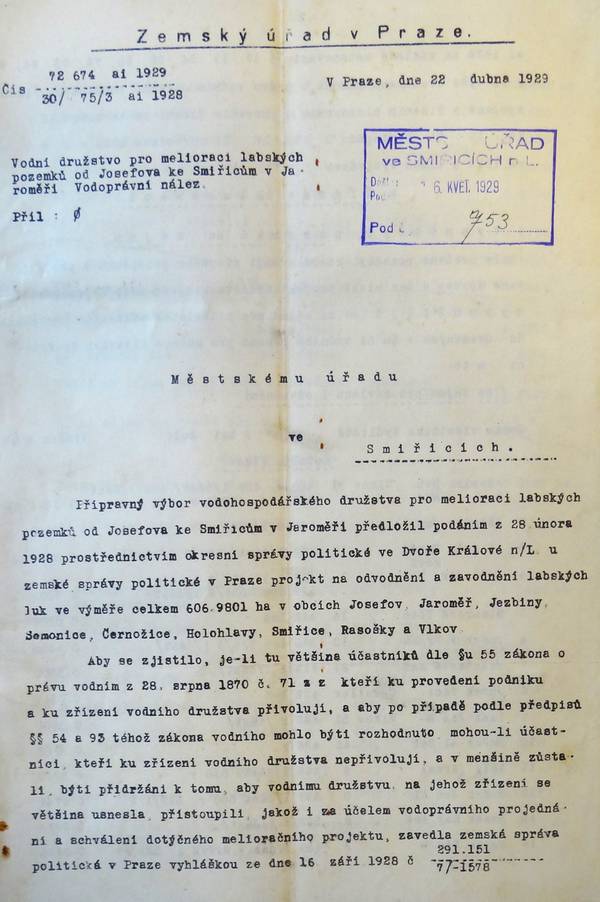 Zemský úřad v Praze.
72 674 ai 1929
Čis
30/ 75/3 ai 1928
V Praze, dne 22 dubna 1929
Vodní družstvo pro melioraci labských
pozemků od Josefova ke Smiřicům v Ja-
roměři Vodoprávní nález.
Příl : ∅
MĚSTS ÚŘAD
ve SMIŘICÍCH n L.
6. KVĚT. 1929
Pod č. 753
Městskému úřadu
ve
Smiřicích.
Přípravný výbor vodohospodářského družstva pro melioraci labských
pozemků od Josefova ke Smiřicům v Jaroměři předložil podáním z 28 února
1928 prostřednictvím okresní správy politické ve Dvoře Králové n/L u
zemské správy politické v Praze projekt na odvodnění a zavodnění labských
luk ve výměře celkem 606.9801 ha v obcích Josefov, Jaroměř, Jezbiny,
Semonice, Černožice, Holohlavy, Smiřice, Rasošky a Vlkov.
Aby se zjistilo, je-li tu většina účastníků dle §u 55 zákona o
právu vodním z 28. srpna 1870 č. 71 z z kteří ku provedení podniku
a ku zřízení vodního družstva přivolují, a aby po případě podle předpisů
§§ 54 a 93 téhož zákona vodního mohlo býti rozhodnuto mohou-li účast-
níci, kteří ku zřízení vodního družstva nepřivolují, a v menšině zůsta-
li, býti přidržáni k tomu, aby vodnímu družstvu, na jehož zřízení se
většina usnesla, přistoupili, jakož i za účelem vodoprávního projedná-
ní a schválení dotyčného melioračního projektu, zavedla zemská správa
politická v Praze vyhláškou ze dne 16 září 1928 č 291.151
77-1578